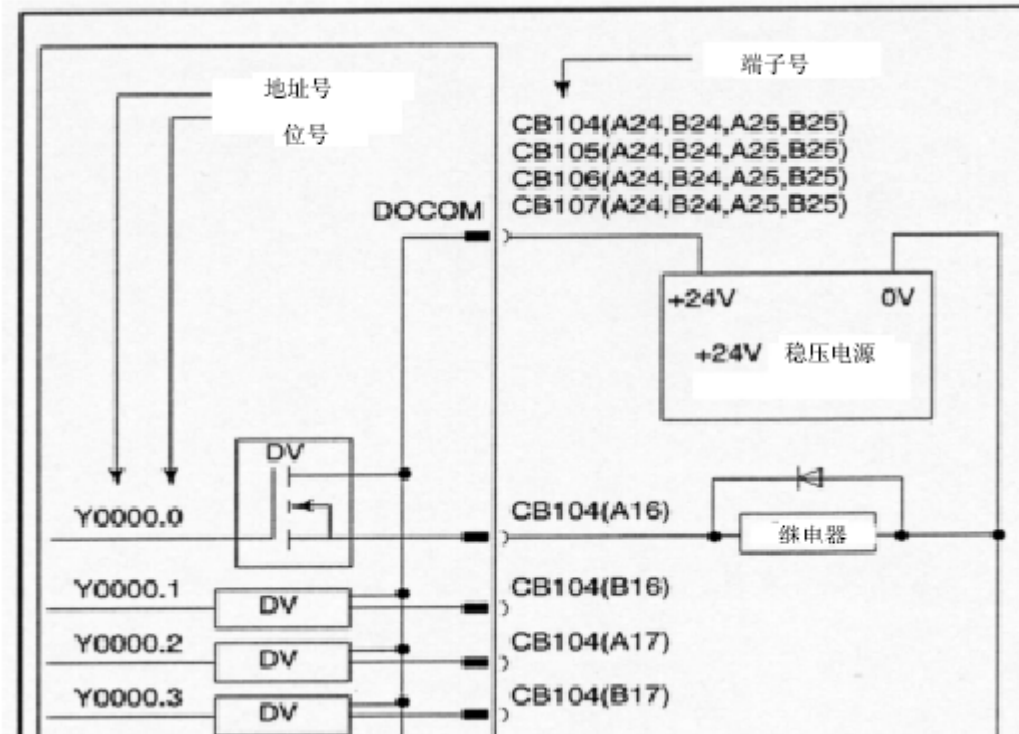 端子号
地址号
位号
CB104(A24,B24,A25,B25)
CB105(A24,B24,A25,B25)
CB106(A24,B24,A25,B25)
CB107(A24,B24,A25,B25)
DOCOM
+24V 0V
+24V 稳压电源
DV
Y0000.0
CB104(A16)
继电器
Y0000.1
DV
CB104(B16)
Y0000.2
DV
CB104(A17)
Y0000.3
DV
CB104(B17)